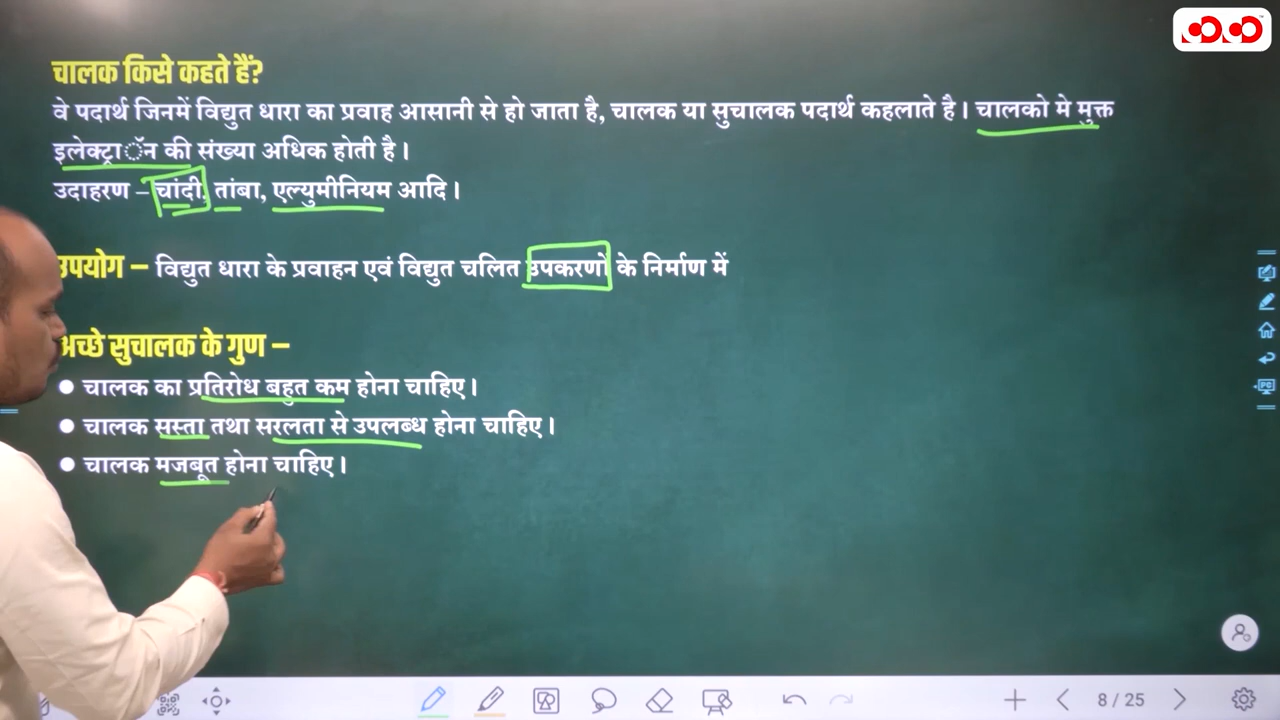 चालक किसे कहते हैं?
वे पदार्थ जिनमें विद्युत धारा का प्रवाह आसानी से हो जाता है, चालक या सुचालक पदार्थ कहलाते है। चालको मे मुक्त
इलेक्ट्राॅन की संख्या अधिक होती है।
उदाहरण – चांदी, तांबा, एल्युमीनियम आदि।
उपयोग – विद्युत धारा के प्रवाहन एवं विद्युत चलित उपकरणो के निर्माण में
अच्छे सुचालक के गुण –
● चालक का प्रतिरोध बहुत कम होना चाहिए।
● चालक सस्ता तथा सरलता से उपलब्ध होना चाहिए।
● चालक मजबूत होना चाहिए।
PC
8 / 25